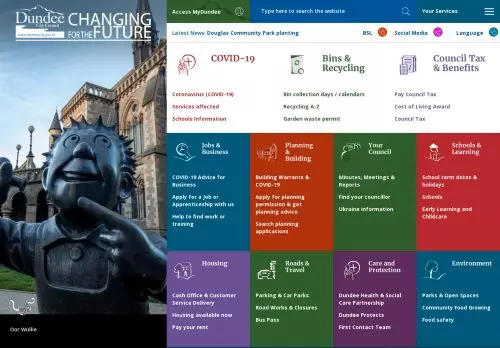 Dundee
City Council
www.dundeecity.gov.uk
CHANGING
FOR THE FUTURE
Oor Wullie
Access MyDundee
Type here to search the website
Your Services
Latest News: Douglas Community Park planting
BSL
Social Media
Language
COVID-19
Coronavirus (COVID-19)
Services affected
Schools Information
Bins &
Recycling
Bin collection days / calendars
Recycling A-Z
Garden waste permit
Council Tax
& Benefits
Pay Council Tax
Cost of Living Award
Council Tax
Jobs &
Business
COVID-19 Advice for
Business
Apply for a Job or
Apprenticeship with us
Help to find work or
training
Planning
&
Building
Building Warrants &
COVID-19
Apply for planning
permission & get
planning advice
Search planning
applications
Your
Council
Minutes, Meetings &
Reports
Find your councillor
Ukraine information
Schools &
Learning
School term dates &
holidays
Schools
Early Learning and
Childcare
Housing
Cash Office & Customer
Service Delivery
Housing available now
Pay your rent
Roads &
Travel
Parking & Car Parks
Road Works & Closures
Bus Pass
Care and
Protection
Dundee Health & Social
Care Partnership
Dundee Protects
First Contact Team
Environment
Parks & Open Spaces
Community Food Growing
Food safety